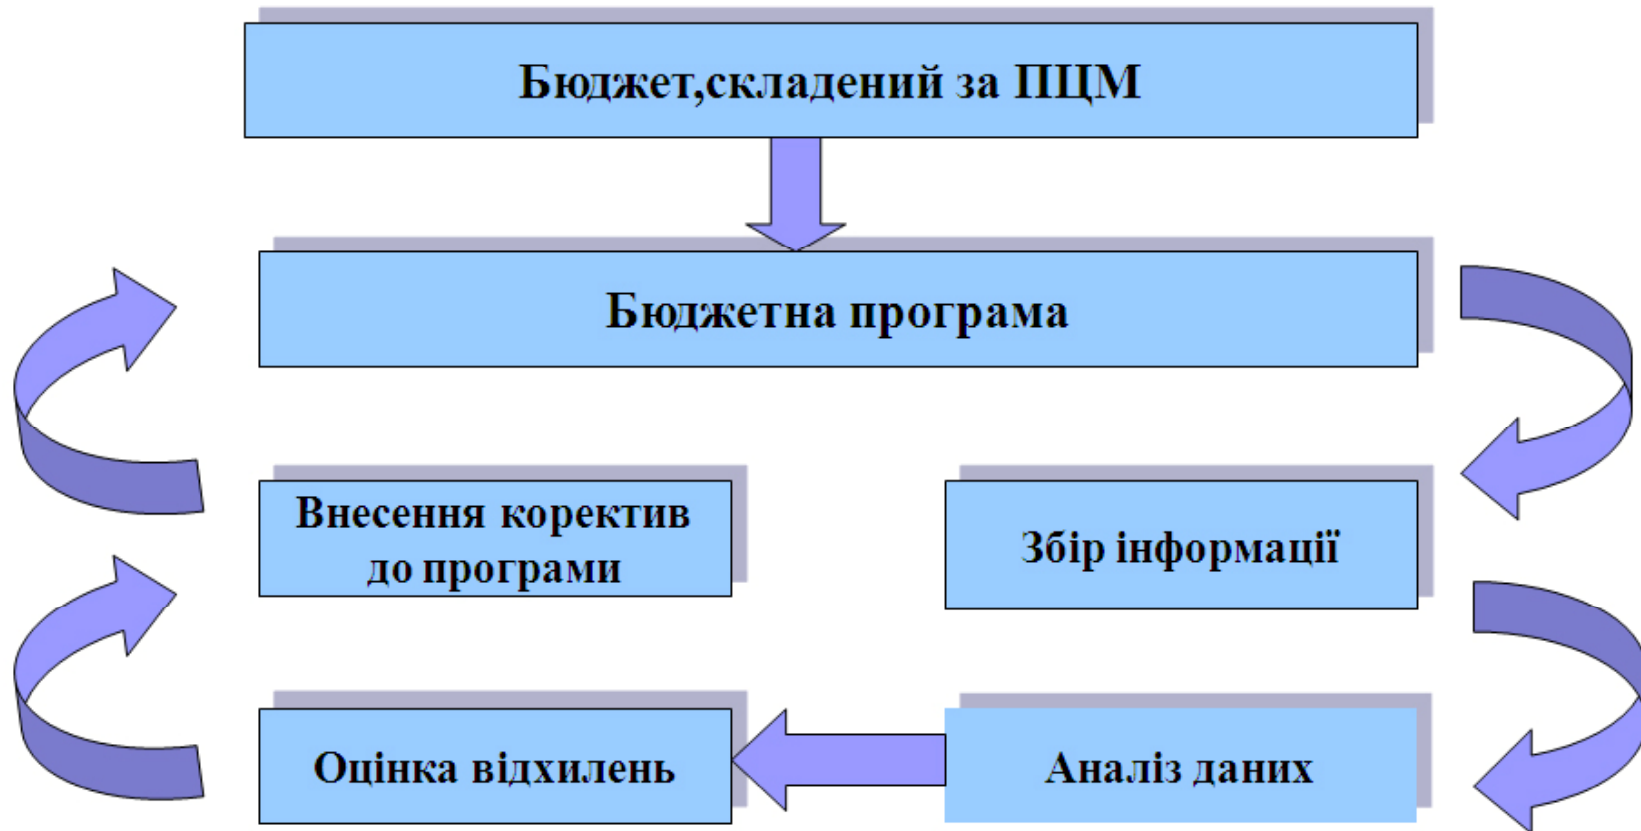 Бюджет,складений за ПЦМ
Бюджетна програма
Внесення коректив
до програми
Збір інформації
Оцінка відхилень
Аналіз даних